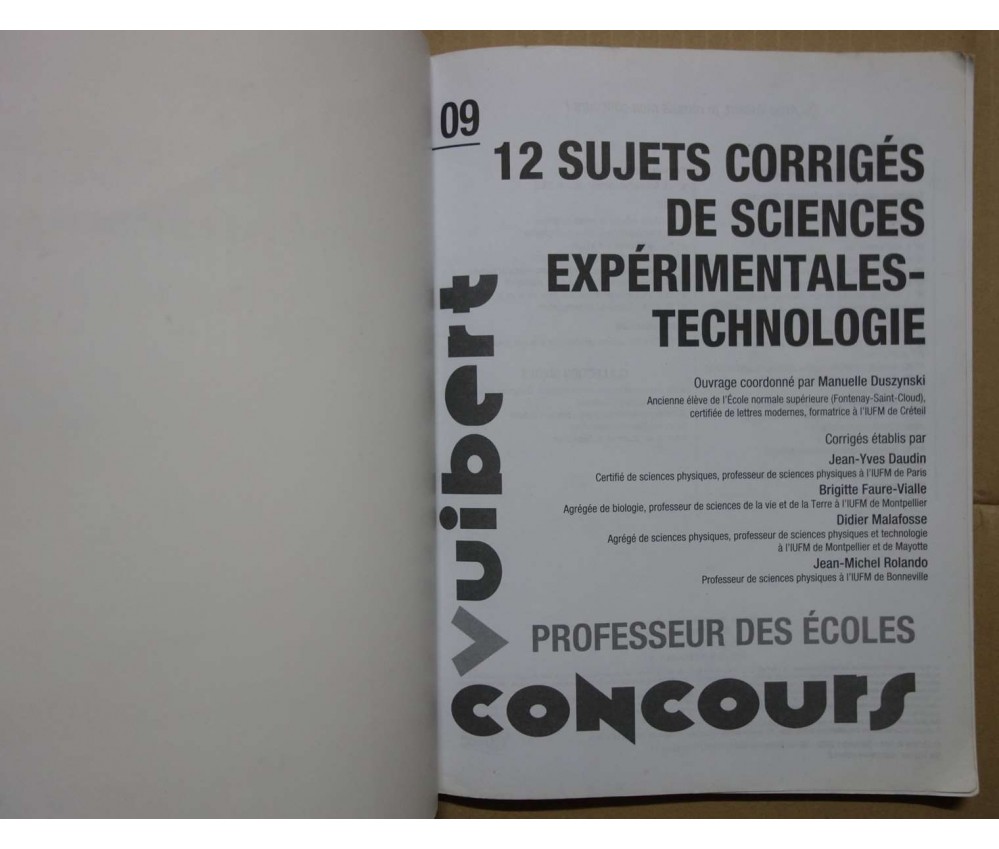 09
12 SUJETS CORRIGÉS
DE SCIENCES
EXPÉRIMENTALES-
TECHNOLOGIE
Ouvrage coordonné par Manuelle Duszynski
Ancienne élève de l'École normale supérieure (Fontenay-Saint-Cloud),
certifiée de lettres modernes, formatrice à l'IUFM de Créteil
Corrigés établis par
Jean-Yves Daudin
Certifié de sciences physiques, professeur de sciences physiques à l'IUFM de Paris
Brigitte Faure-Vialle
Agrégée de biologie, professeur de sciences de la vie et de la Terre à l'IUFM de Montpellier
Didier Malafosse
Agrégé de sciences physiques, professeur de sciences physiques et technologie
à l'IUFM de Montpellier et de Mayotte
Jean-Michel Rolando
Professeur de sciences physiques à l'IUFM de Bonneville
vuibert
PROFESSEUR DES ÉCOLES
CONCOURS